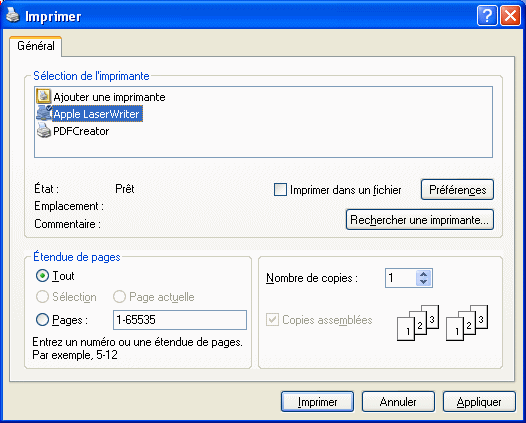 Imprimer
Général
Sélection de l'imprimante
Ajouter une imprimante
Apple LaserWriter
PDFCreator
État : Prêt
Imprimer dans un fichier
Préférences
Emplacement :
Commentaire :
Rechercher une imprimante...
Étendue de pages
Tout
Sélection Page actuelle
Pages : 1-65535
Entrez un numéro ou une étendue de pages.
Par exemple, 5-12
Nombre de copies : 1
Copies assemblées
1 2 3 1 2 3
Imprimer Annuler Appliquer